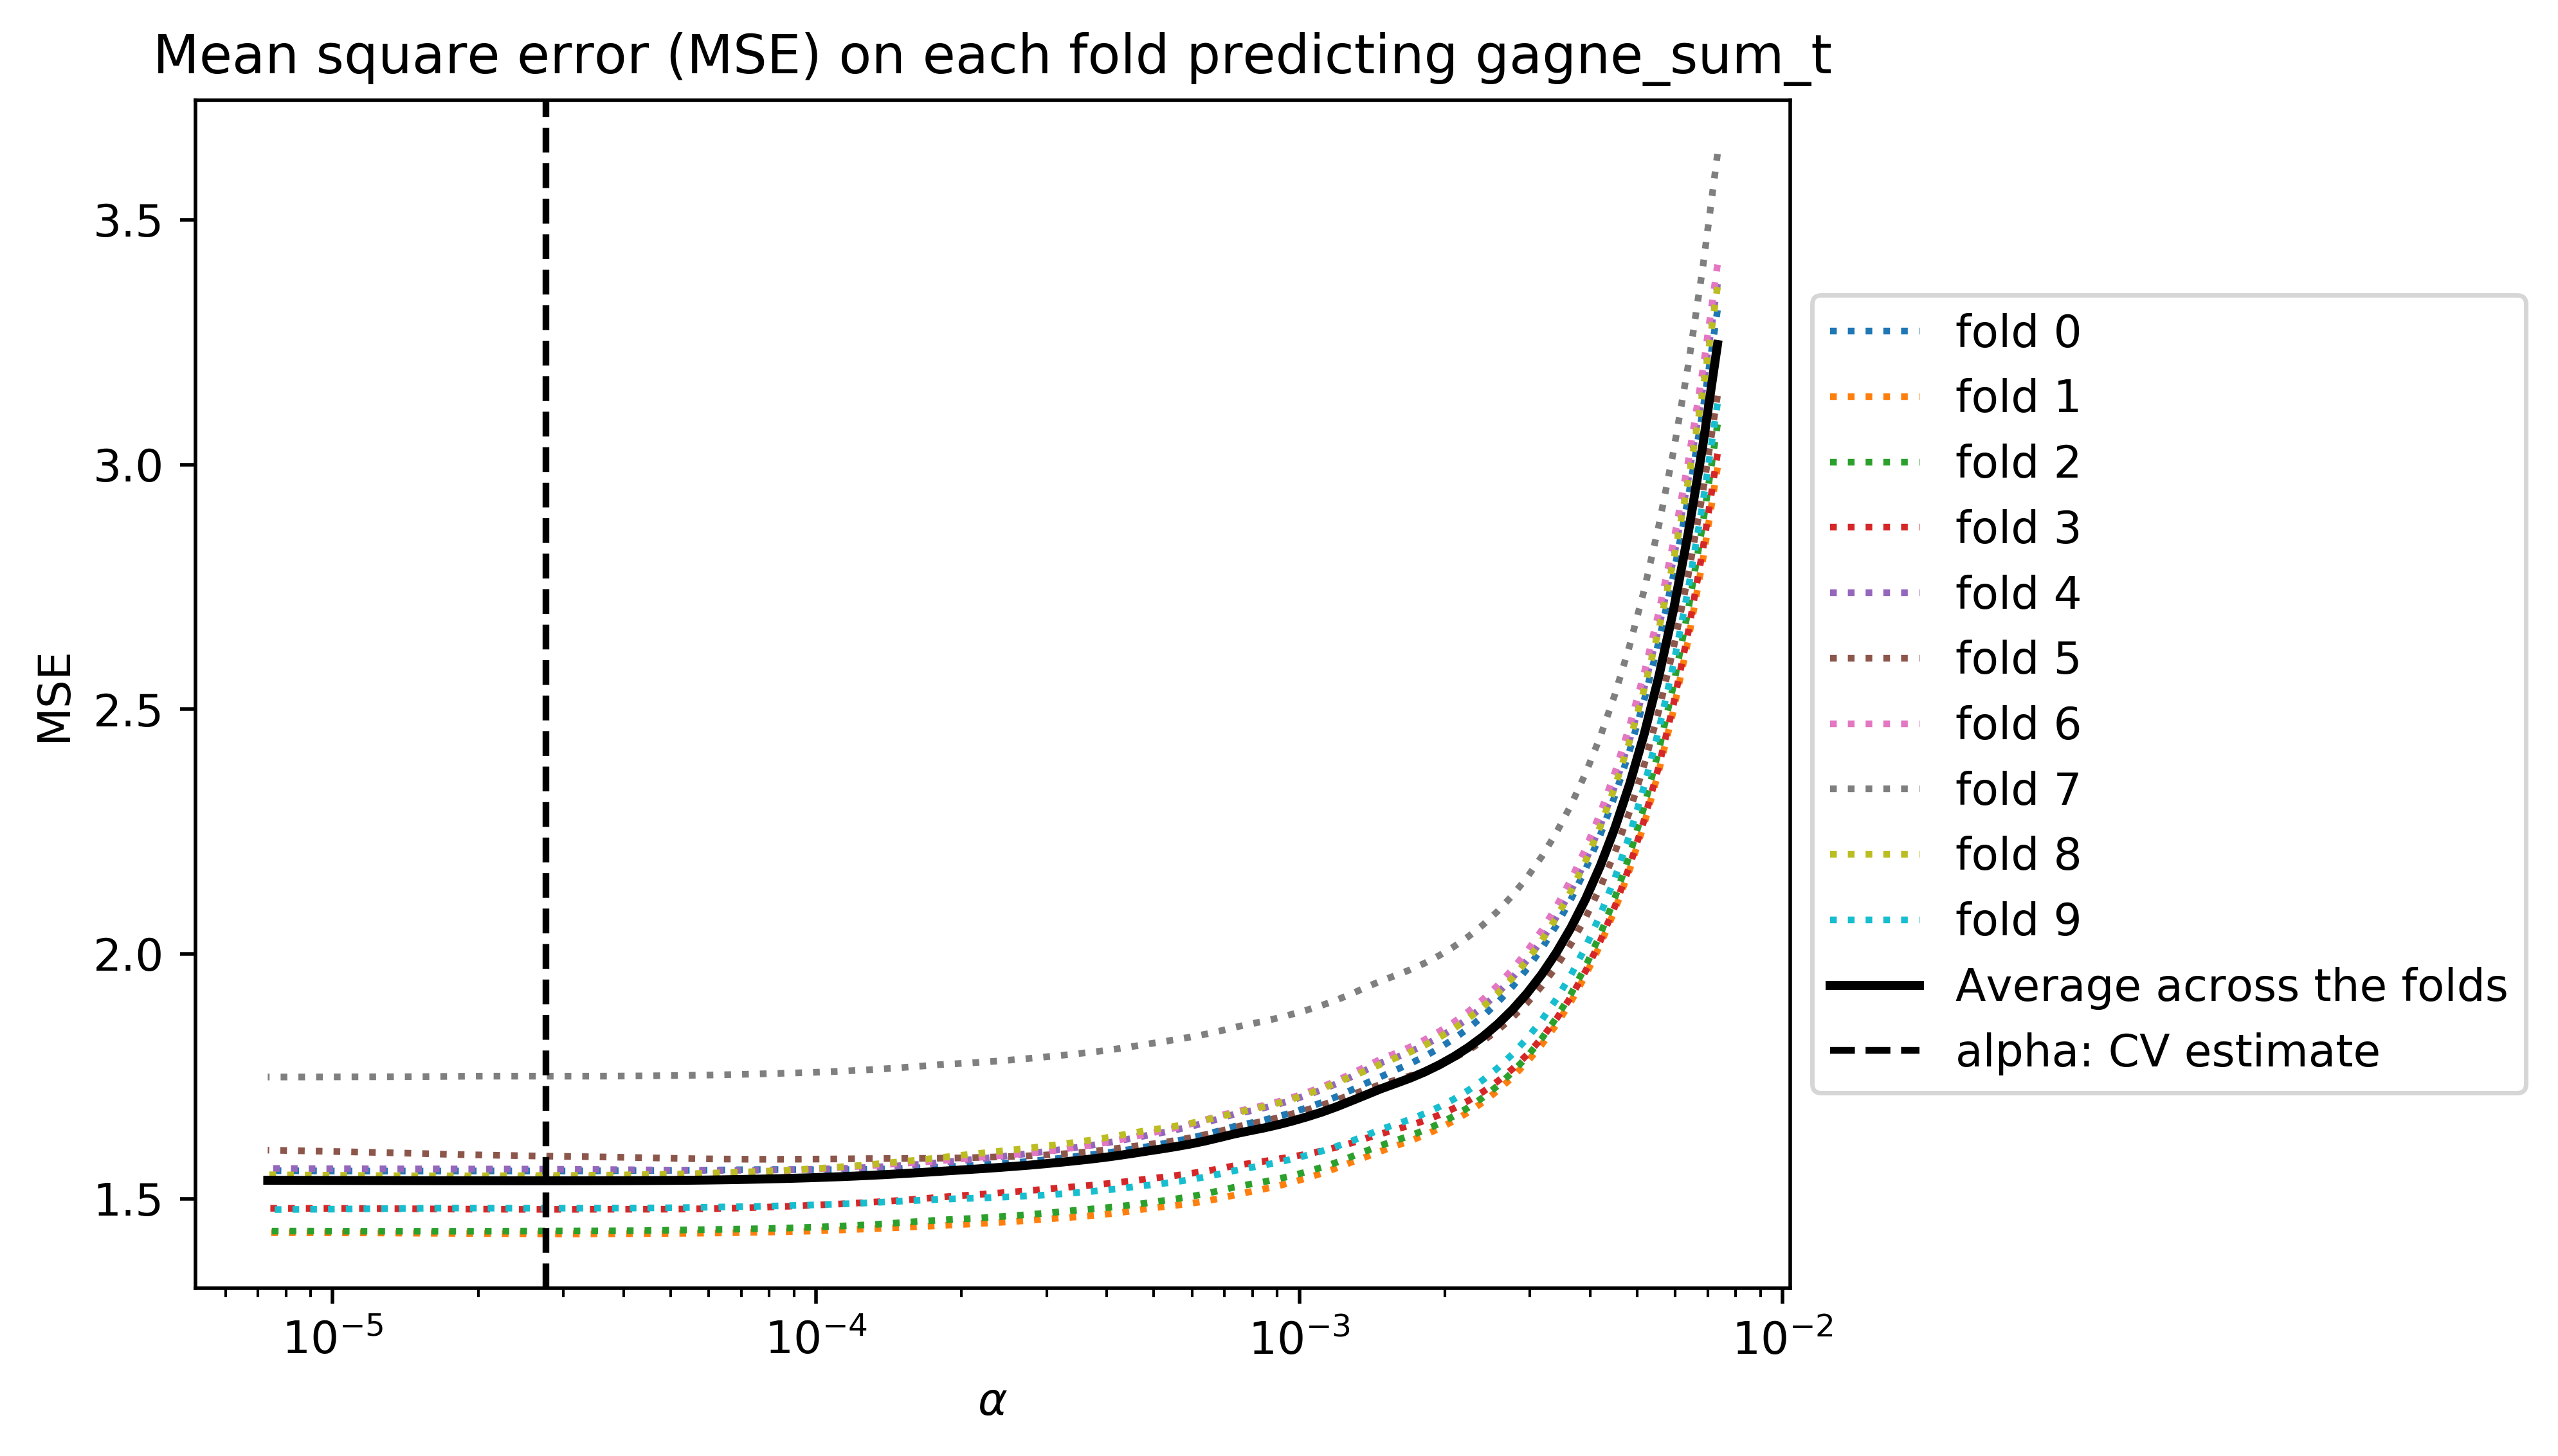 Mean square error (MSE) on each fold predicting gagne_sum_t
MSE
3.5
3.0
2.5
2.0
1.5
10⁻⁵
10⁻⁴
10⁻³
10⁻²
α
fold 0
fold 1
fold 2
fold 3
fold 4
fold 5
fold 6
fold 7
fold 8
fold 9
Average across the folds
alpha: CV estimate